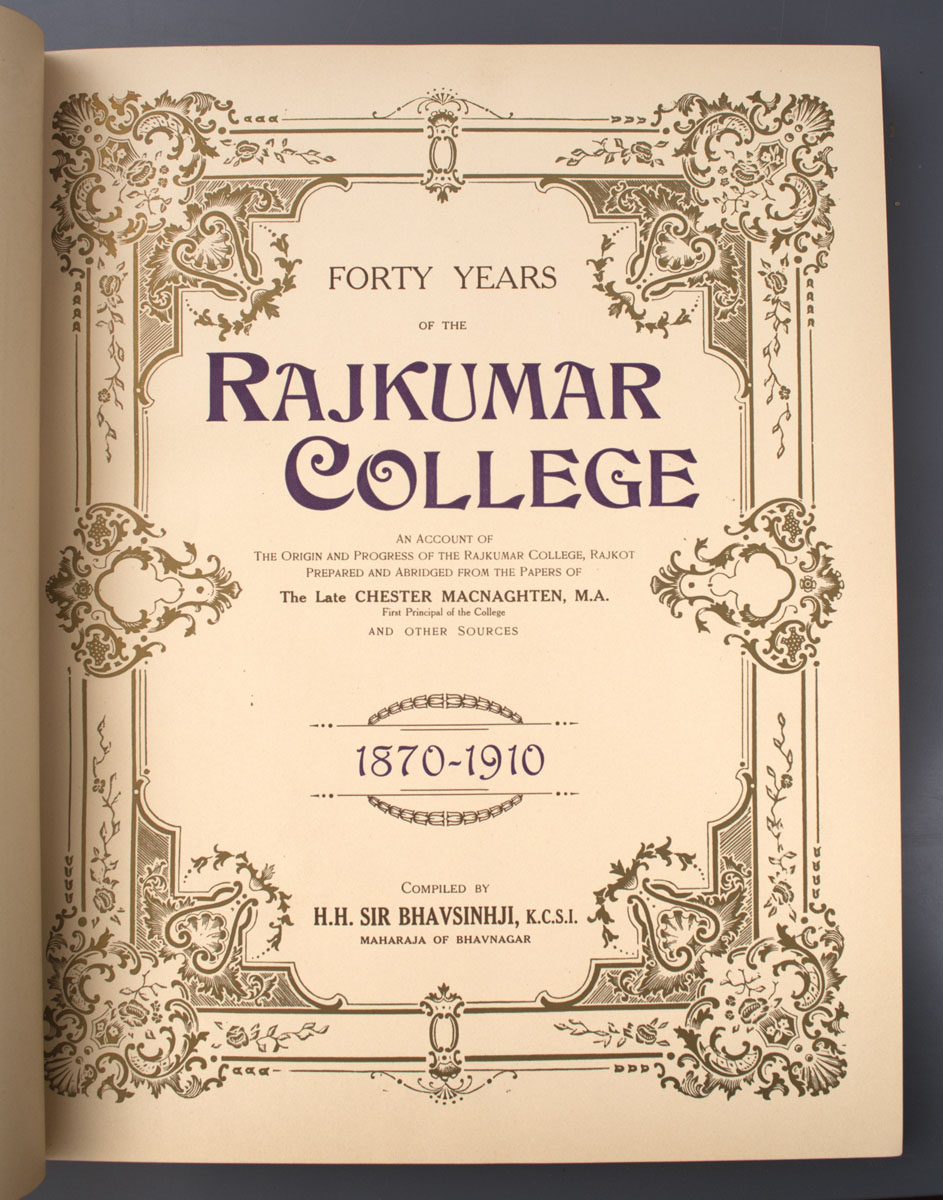 FORTY YEARS
OF THE
RAJKUMAR
COLLEGE
AN ACCOUNT OF
THE ORIGIN AND PROGRESS OF THE RAJKUMAR COLLEGE, RAJKOT
PREPARED AND ABRIDGED FROM THE PAPERS OF
The Late CHESTER MACNAGHTEN, M.A.
First Principal of the College
AND OTHER SOURCES
1870-1910
COMPILED BY
H.H. SIR BHAVSINHJI, K.C.S.I.
MAHARAJA OF BHAVNAGAR